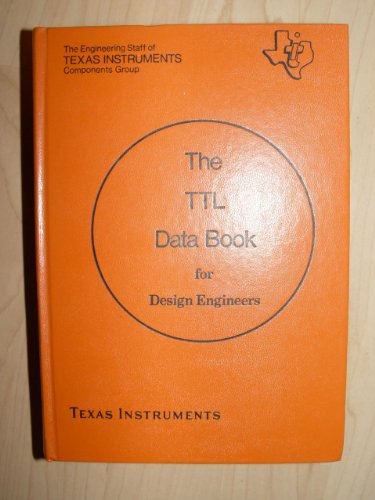 The Engineering Staff of
TEXAS INSTRUMENTS
Components Group
The
TTL
Data Book
for
Design Engineers
TEXAS INSTRUMENTS